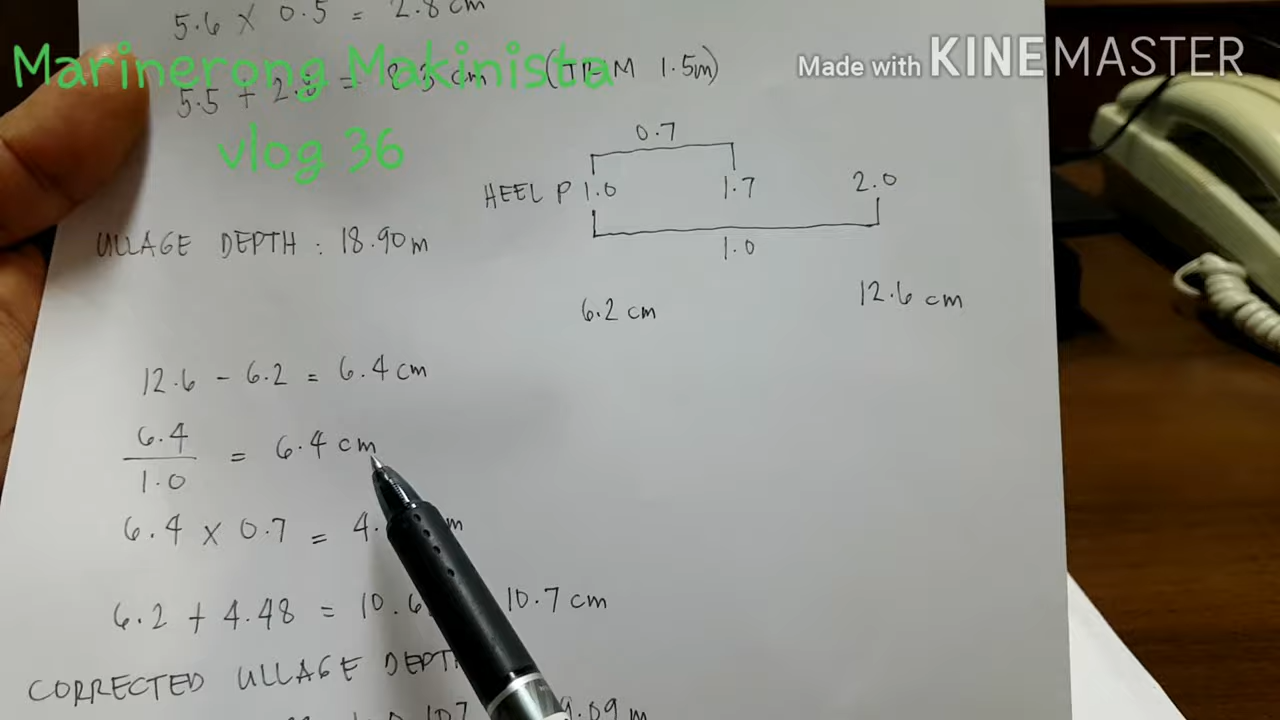 5.6 X 0.5 = 2.8 cm
Marinerong Makinista
vlog 36
Made with KINEMASTER
5.5 + 2.8 = 8.3 cm (TRIM 1.5m)
0.7
HEEL P 1.0 1.7 2.0
1.0
ULLAGE DEPTH : 18.90m
6.2 cm 12.6 cm
12.6 - 6.2 = 6.4 cm
6.4
1.0
= 6.4 cm
6.4 X 0.7 = 4.
6.2 + 4.48 = 10.6 10.7 cm
CORRECTED ULLAGE DEPT